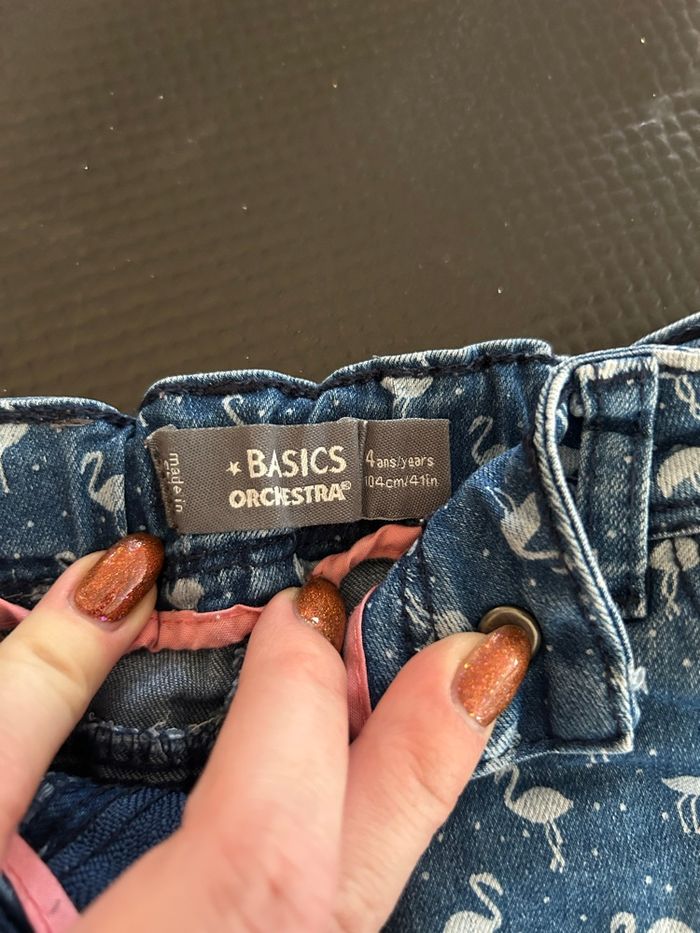 ★BASICS
ORCHESTRA®
4 ans/years
104cm/41in
made in